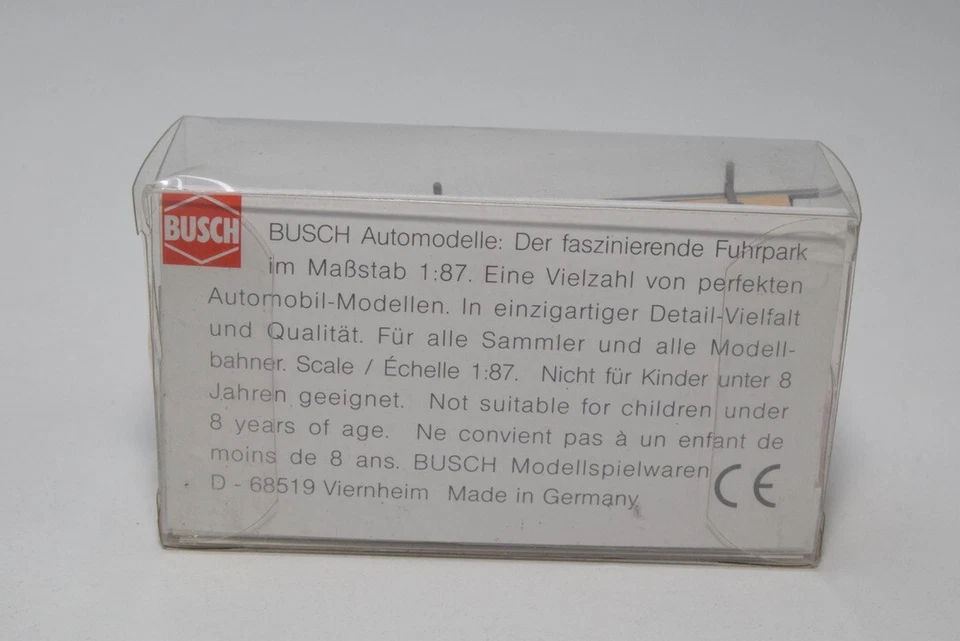 BUSCH
BUSCH Automodelle: Der faszinierende Fuhrpark
im Maßstab 1:87. Eine Vielzahl von perfekten
Automobil-Modellen. In einzigartiger Detail-Vielfalt
und Qualität. Für alle Sammler und alle Modell-
bahner. Scale / Échelle 1:87. Nicht für Kinder unter 8
Jahren geeignet. Not suitable for children under
8 years of age. Ne convient pas à un enfant de
moins de 8 ans. BUSCH Modellspielwaren
D - 68519 Viernheim Made in Germany
CE